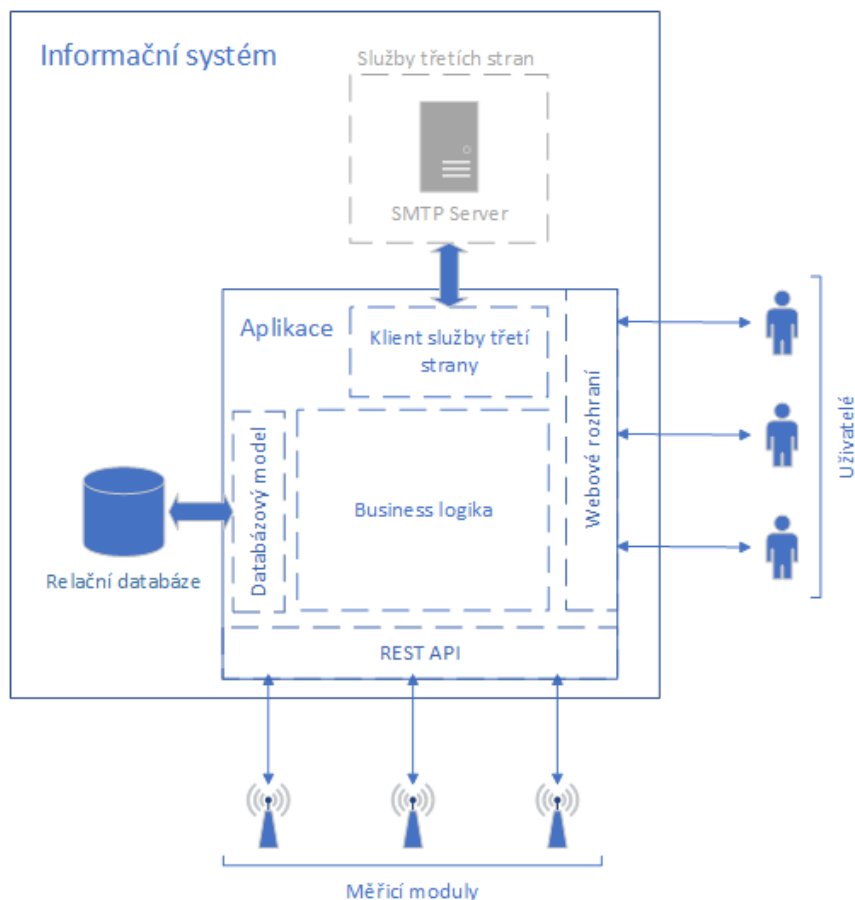 Informační systém
Služby třetích stran
SMTP Server
Aplikace
Klient služby třetí
strany
Databázový model
Business logika
Webové rozhraní
Relační databáze
REST API
Uživatelé
Měřicí moduly